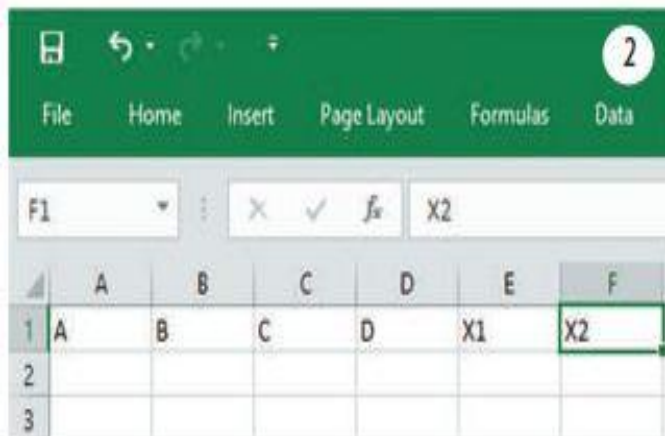 2
File Home Insert Page Layout Formulas Data
F1 fx X2
A B C D E F
1 A B C D X1 X2
2
3